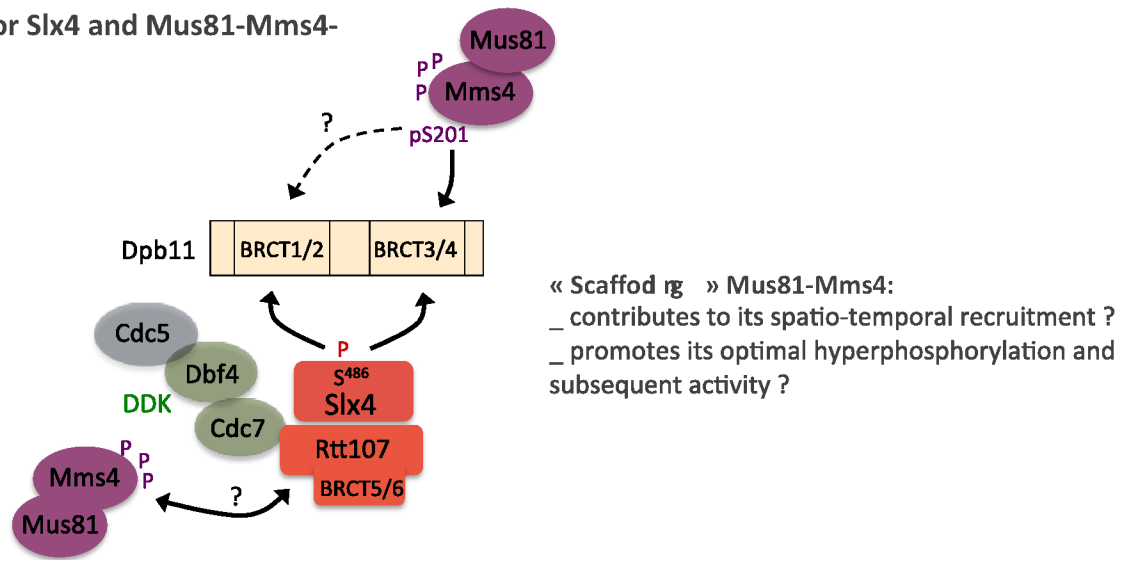 or Slx4 and Mus81-Mms4-
Mus81
P P
P Mms4
? pS201
Dpb11 BRCT1/2 BRCT3/4
« Scaffod ng » Mus81-Mms4:
_ contributes to its spatio-temporal recruitment ?
_ promotes its optimal hyperphosphorylation and
subsequent activity ?
Cdc5
Dbf4
DDK
Cdc7
P
S486
Slx4
Rtt107
BRCT5/6
P
P
P
Mms4
Mus81
?